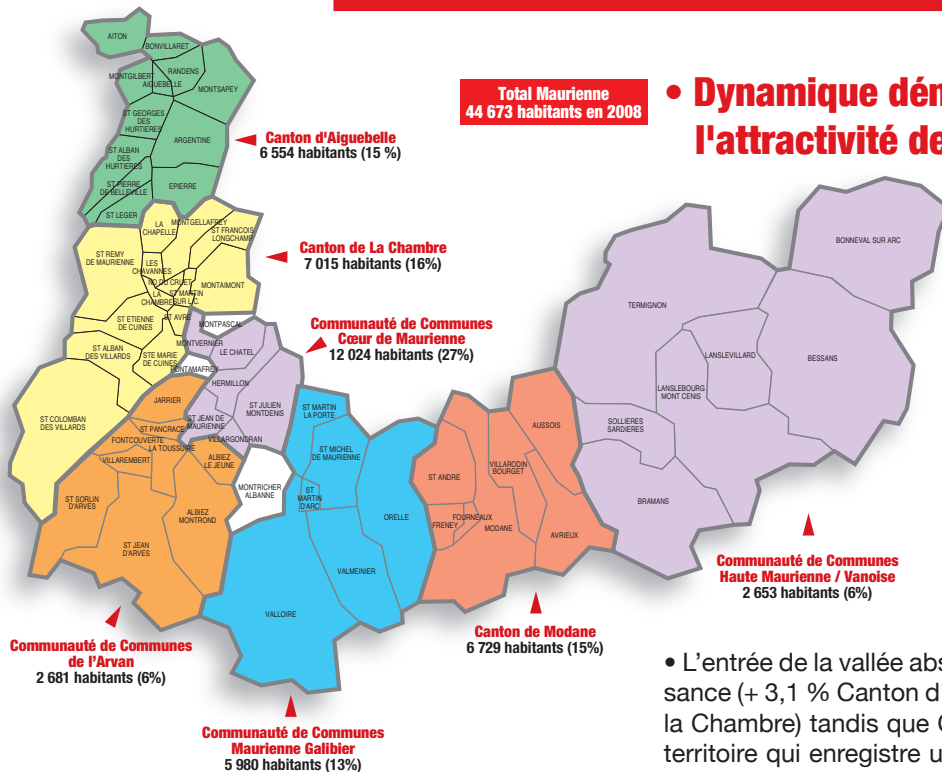 Total Maurienne
44 673 habitants en 2008
• Dynamique dém
l'attractivité de
AITON
BONVILLARET
RANDENS
MONTGILBERT
AIGUEBELLE
MONTSAPEY
ST GEORGES
DES
HURTIERES
ARGENTINE
ST ALBAN
DES
HURTIERES
ST PIERRE
DE BELLEVILLE
EPIERRE
ST LEGER
Canton d'Aiguebelle
6 554 habitants (15 %)
LA
CHAPELLE
MONTGELLAFREY
ST FRANCOIS
LONGCHAMP
ST REMY
DE MAURIENNE
LES
CHAVANNES
ND DU CRUET
MONTAIMONT
LA
CHAMBRE
ST MARTIN
SUR L.C.
ST ETIENNE
DE CUINES
ST AVRE
ST ALBAN
DES VILLARDS
STE MARIE
DE CUINES
ST COLOMBAN
DES VILLARDS
Canton de La Chambre
7 015 habitants (16%)
MONTPASCAL
MONTVERNIER
LE CHATEL
PONTAMAFREY
HERMILLON
ST JULIEN
MONTDENIS
ST JEAN DE
MAURIENNE
VILLARGONDRAN
Communauté de Communes
Cœur de Maurienne
12 024 habitants (27%)
JARRIER
ST PANCRACE
FONTCOUVERTE
LA TOUSSUIRE
VILLAREMBERT
ALBIEZ
LE JEUNE
ST SORLIN
D'ARVES
ALBIEZ
MONTROND
ST JEAN
D'ARVES
MONTRICHER
ALBANNE
Communauté de Communes
de l'Arvan
2 681 habitants (6%)
ST MARTIN
LA PORTE
ST MICHEL
DE MAURIENNE
ST
MARTIN
D'ARC
ORELLE
VALMEINIER
VALLOIRE
Communauté de Communes
Maurienne Galibier
5 980 habitants (13%)
AUSSOIS
ST ANDRE
VILLARODIN
BOURGET
FOURNEAUX
FRENEY
MODANE
AVRIEUX
Canton de Modane
6 729 habitants (15%)
BONNEVAL SUR ARC
TERMIGNON
LANSLEVILLARD
BESSANS
LANSLEBOURG
MONT CENIS
SOLLIERES
SARDIERES
BRAMANS
Communauté de Communes
Haute Maurienne / Vanoise
2 653 habitants (6%)
• L'entrée de la vallée abs
sance (+ 3,1 % Canton d'
la Chambre) tandis que C
territoire qui enregistre u